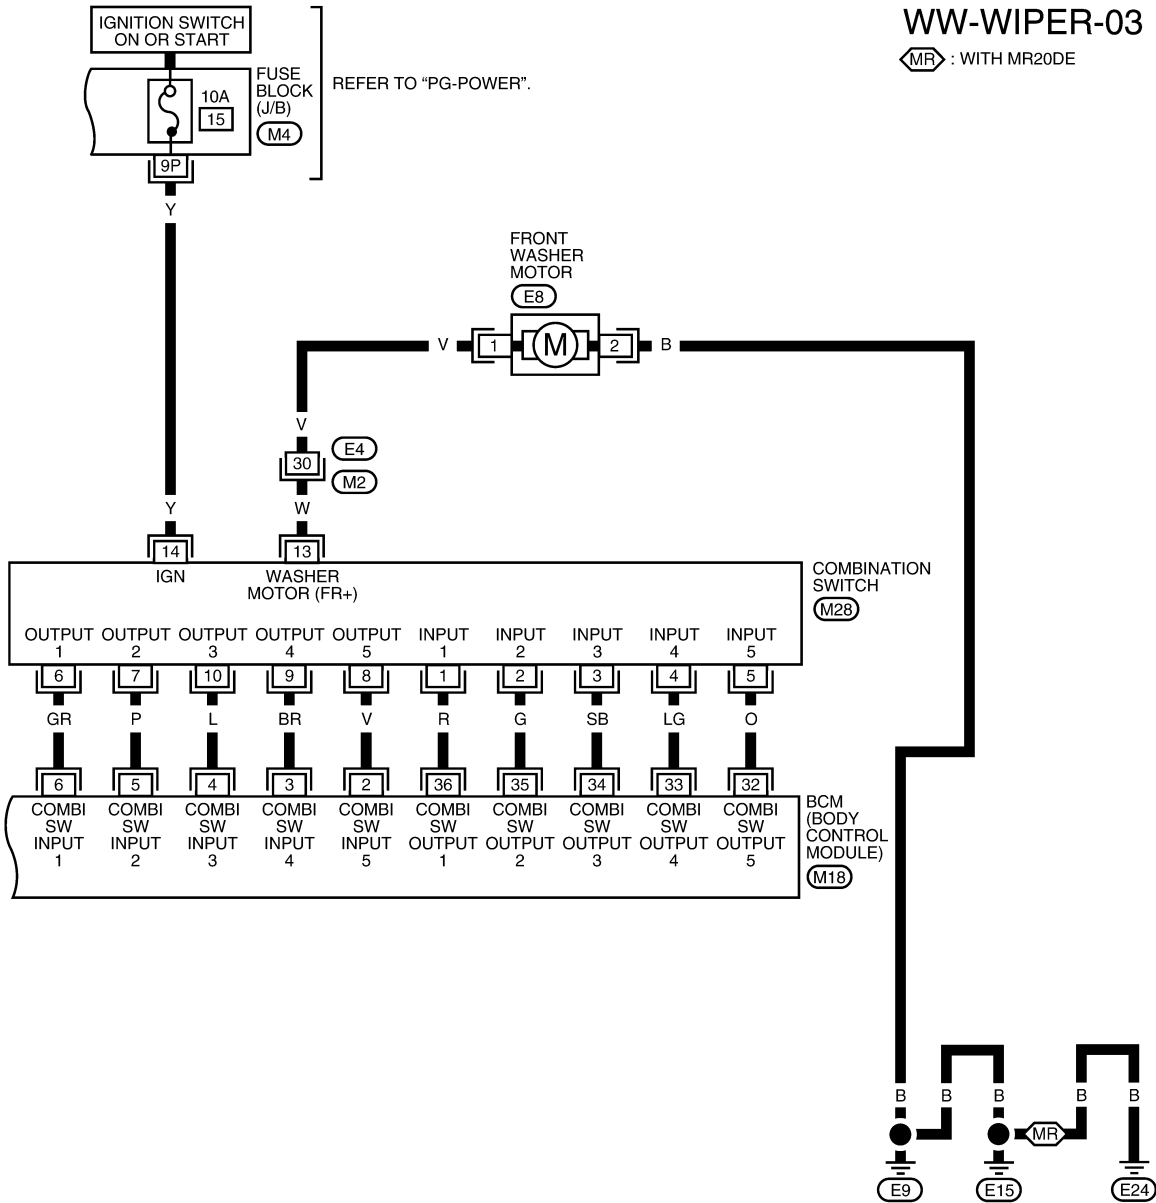 IGNITION SWITCH
ON OR START
WW-WIPER-03
MR : WITH MR20DE
FUSE
BLOCK
(J/B)
M4
10A
15
REFER TO “PG-POWER”.
9P
Y
FRONT
WASHER
MOTOR
E8
V 1 M 2 B
V
30
E4
M2
Y
W
14
13
IGN
WASHER
MOTOR (FR+)
COMBINATION
SWITCH
M28
OUTPUT OUTPUT OUTPUT OUTPUT OUTPUT INPUT INPUT INPUT INPUT INPUT
1 2 3 4 5 1 2 3 4 5
6 7 10 9 8 1 2 3 4 5
GR P L BR V R G SB LG O
6 5 4 3 2 36 35 34 33 32
COMBI COMBI COMBI COMBI COMBI COMBI COMBI COMBI COMBI COMBI
SW SW SW SW SW SW SW SW SW SW
INPUT INPUT INPUT INPUT INPUT OUTPUT OUTPUT OUTPUT OUTPUT OUTPUT
1 2 3 4 5 1 2 3 4 5
BCM
(BODY
CONTROL
MODULE)
M18
B B B B B
MR
E9 E15 E24